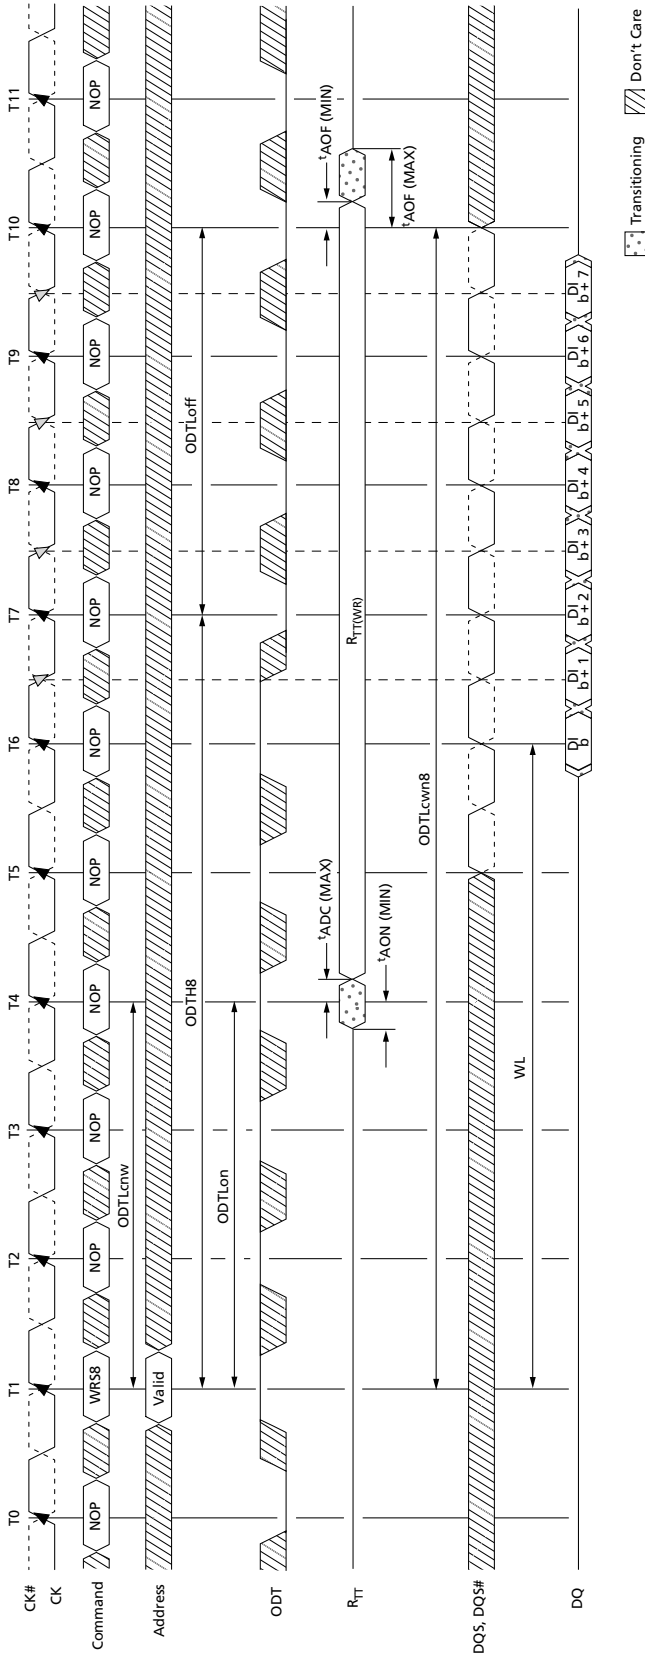 T0 T1 T2 T3 T4 T5 T6 T7 T8 T9 T10 T11
CK#
CK
Command NOP WRS8 NOP NOP NOP NOP NOP NOP NOP NOP NOP NOP
ODTLcnw
Address Valid
ODTH8 ODTLoff
ODTLon
ODT
tADC (MAX) tAOF (MIN)
RTT RTT(WR)
tAON (MIN) tAOF (MAX)
ODTLcwn8
DQS, DQS#
WL
DQ DI b DI b + 1 DI b + 2 DI b + 3 DI b + 4 DI b + 5 DI b + 6 DI b + 7
Transitioning Don't Care